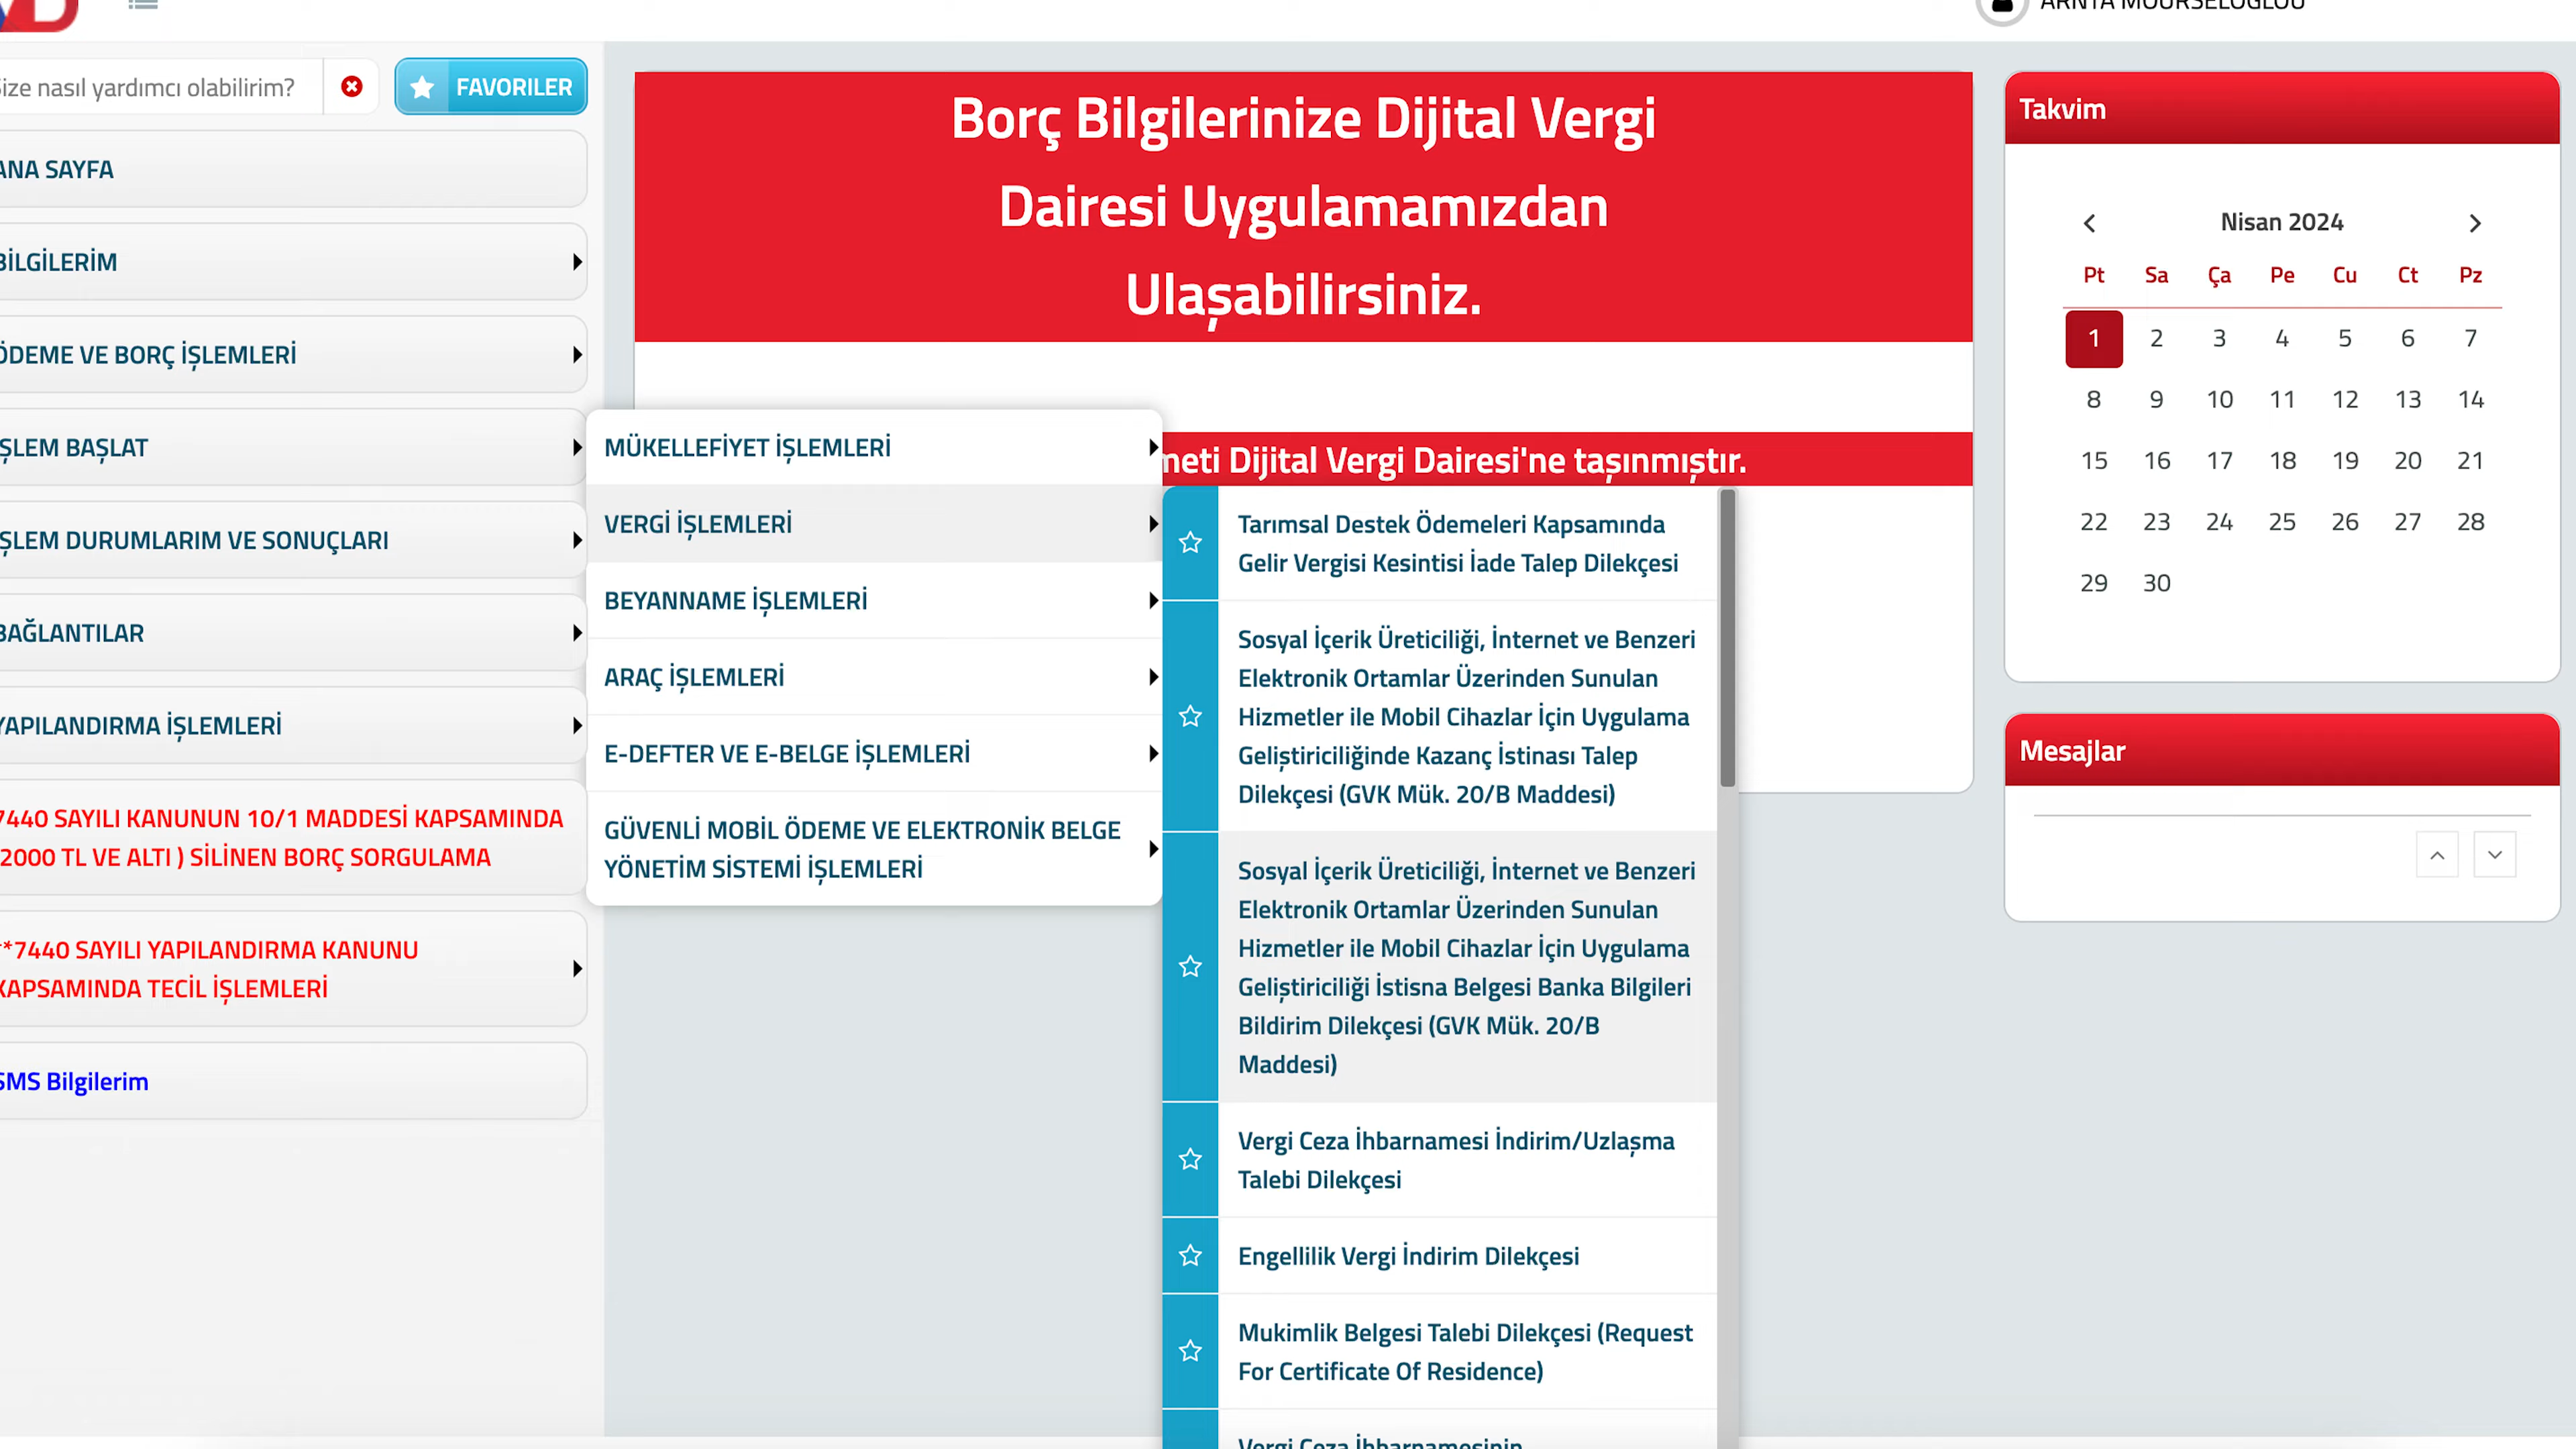 ARNTA MOURSELOGLOU
Size nasıl yardımcı olabilirim?
FAVORILER
ANA SAYFA
BİLGİLERİM
ÖDEME VE BORÇ İŞLEMLERİ
İŞLEM BAŞLAT
İŞLEM DURUMLARIM VE SONUÇLARI
BAĞLANTILAR
YAPILANDIRMA İŞLEMLERİ
7440 SAYILI KANUNUN 10/1 MADDESİ KAPSAMINDA
2000 TL VE ALTI ) SİLİNEN BORÇ SORGULAMA
*7440 SAYILI YAPILANDIRMA KANUNU
KAPSAMINDA TECİL İŞLEMLERİ
SMS Bilgilerim
MÜKELLEFİYET İŞLEMLERİ
VERGİ İŞLEMLERİ
BEYANNAME İŞLEMLERİ
ARAÇ İŞLEMLERİ
E-DEFTER VE E-BELGE İŞLEMLERİ
GÜVENLİ MOBİL ÖDEME VE ELEKTRONİK BELGE
YÖNETİM SİSTEMİ İŞLEMLERİ
Borç Bilgilerinize Dijital Vergi
Dairesi Uygulamamızdan
Ulaşabilirsiniz.
meti Dijital Vergi Dairesi'ne taşınmıştır.
Tarımsal Destek Ödemeleri Kapsamında
Gelir Vergisi Kesintisi İade Talep Dilekçesi
Sosyal İçerik Üreticiliği, İnternet ve Benzeri
Elektronik Ortamlar Üzerinden Sunulan
Hizmetler ile Mobil Cihazlar İçin Uygulama
Geliştiriciliğinde Kazanç İstinası Talep
Dilekçesi (GVK Mük. 20/B Maddesi)
Sosyal İçerik Üreticiliği, İnternet ve Benzeri
Elektronik Ortamlar Üzerinden Sunulan
Hizmetler ile Mobil Cihazlar İçin Uygulama
Geliştiriciliği İstisna Belgesi Banka Bilgileri
Bildirim Dilekçesi (GVK Mük. 20/B
Maddesi)
Vergi Ceza İhbarnamesi İndirim/Uzlaşma
Talebi Dilekçesi
Engellilik Vergi İndirim Dilekçesi
Mukimlik Belgesi Talebi Dilekçesi (Request
For Certificate Of Residence)
Vergi Ceza İhbarnamesinin
Takvim
Nisan 2024
Pt Sa Ça Pe Cu Ct Pz
1 2 3 4 5 6 7
8 9 10 11 12 13 14
15 16 17 18 19 20 21
22 23 24 25 26 27 28
29 30
Mesajlar